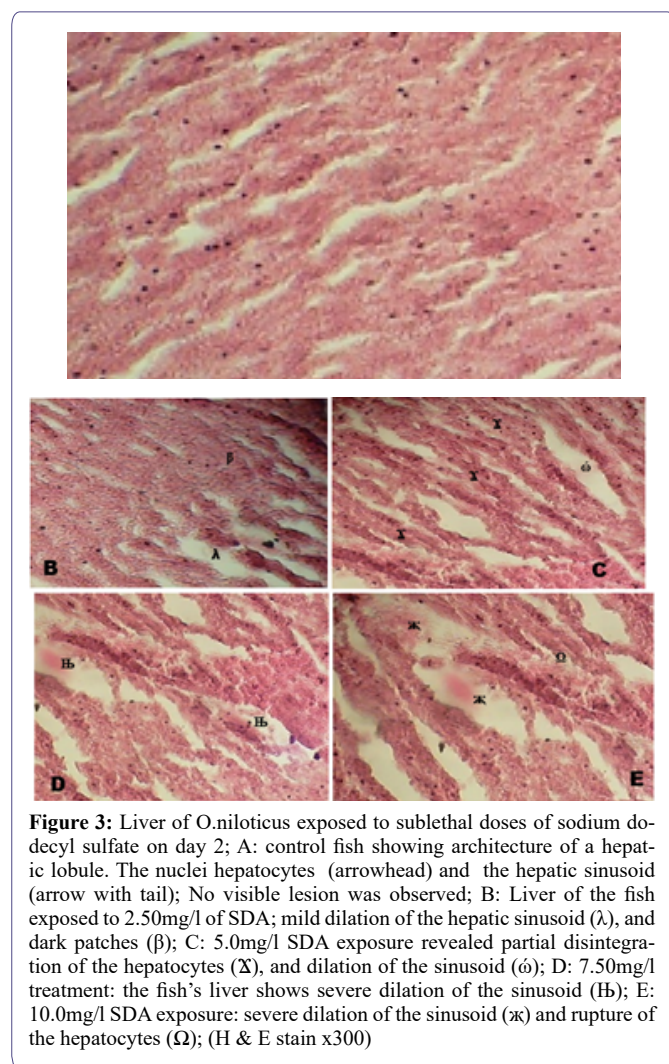 β
λ
B
Ϫ
Ϫ
Ϫ
ώ
C
Њ
Њ
D
ж
ж
Ω
E
Figure 3: Liver of O.niloticus exposed to sublethal doses of sodium do-
decyl sulfate on day 2; A: control fish showing architecture of a hepat-
ic lobule. The nuclei hepatocytes (arrowhead) and the hepatic sinusoid
(arrow with tail); No visible lesion was observed; B: Liver of the fish
exposed to 2.50mg/l of SDA; mild dilation of the hepatic sinusoid (λ), and
dark patches (β); C: 5.0mg/l SDA exposure revealed partial disintegra-
tion of the hepatocytes (Ϫ), and dilation of the sinusoid (ώ); D: 7.50mg/l
treatment: the fish’s liver shows severe dilation of the sinusoid (Њ); E:
10.0mg/l SDA exposure: severe dilation of the sinusoid (ж) and rupture of
the hepatocytes (Ω); (H & E stain x300)